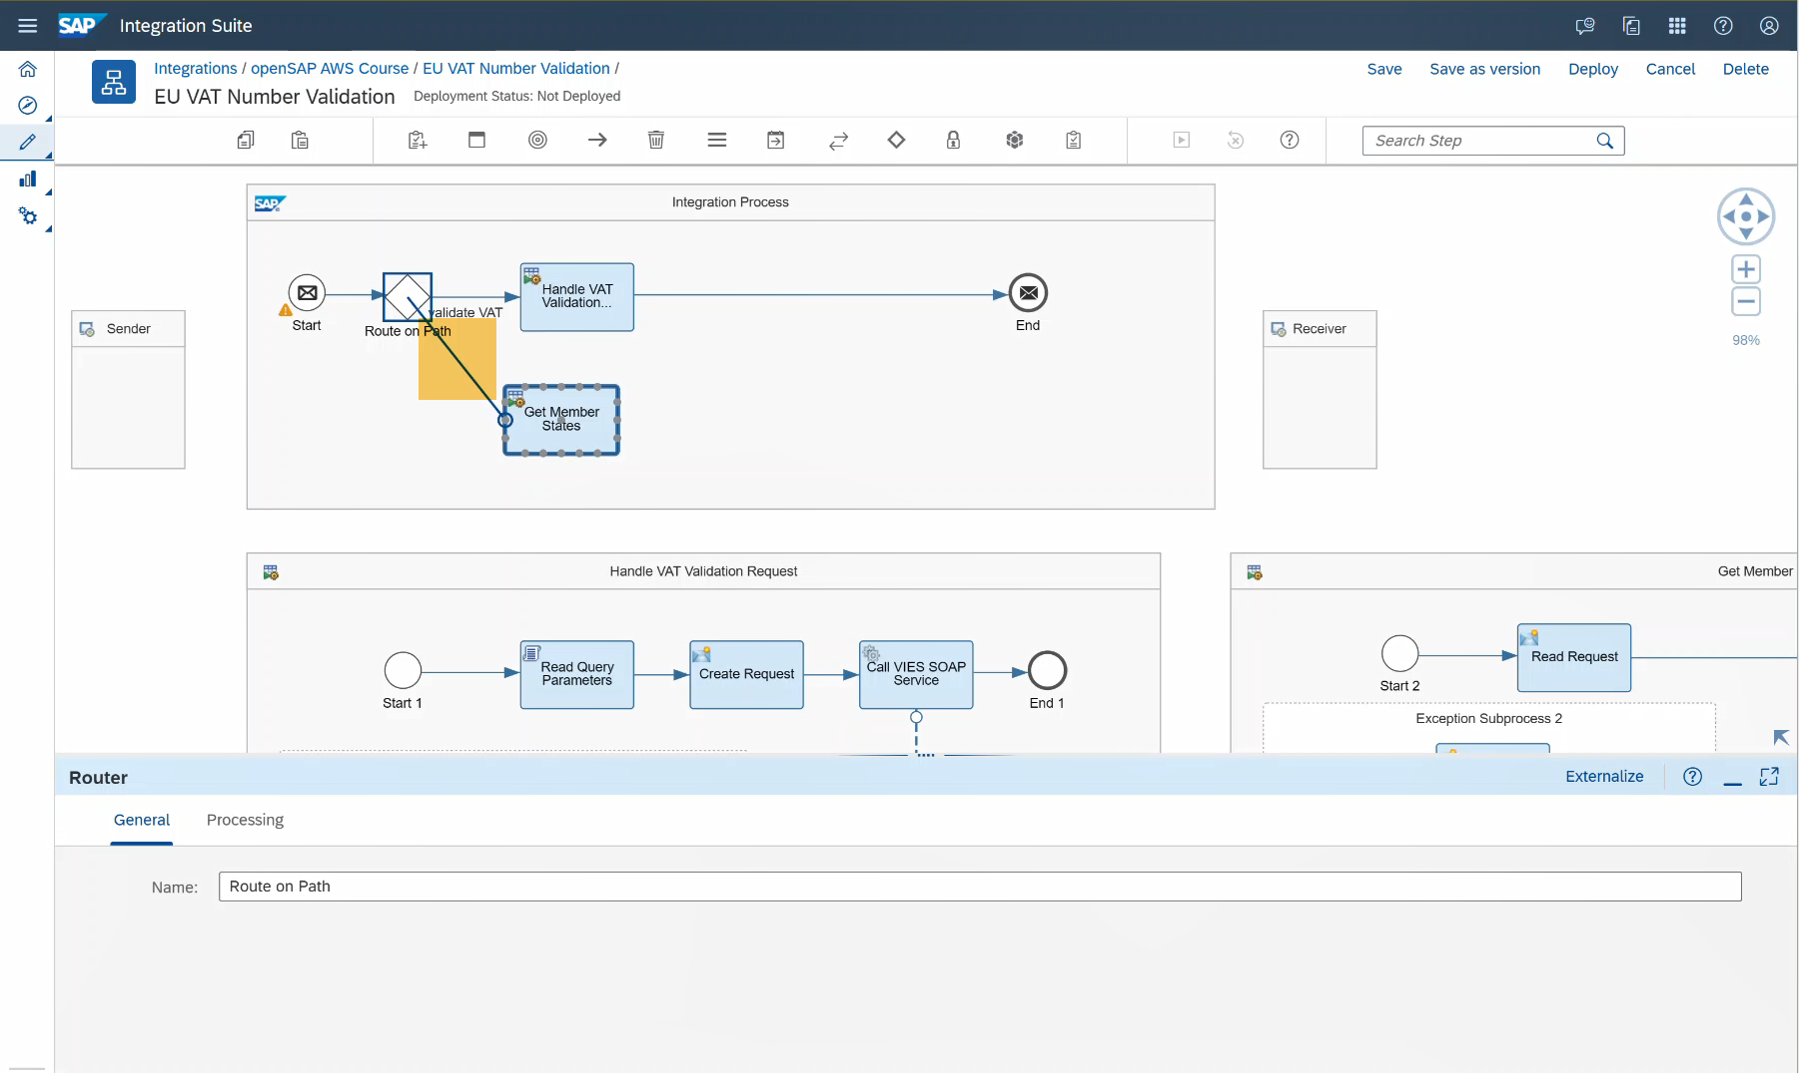 SAP Integration Suite
Integrations / openSAP AWS Course / EU VAT Number Validation /
EU VAT Number Validation Deployment Status: Not Deployed
Save Save as version Deploy Cancel Delete
Search Step
SAP Integration Process
Start
Route on Path
validate VAT
Handle VAT
Validation...
End
Sender
Receiver
98%
Get Member
States
Handle VAT Validation Request
Start 1
Read Query
Parameters
Create Request
Call VIES SOAP
Service
End 1
Get Member
Start 2
Read Request
Exception Subprocess 2
Router
Externalize
General Processing
Name: Route on Path